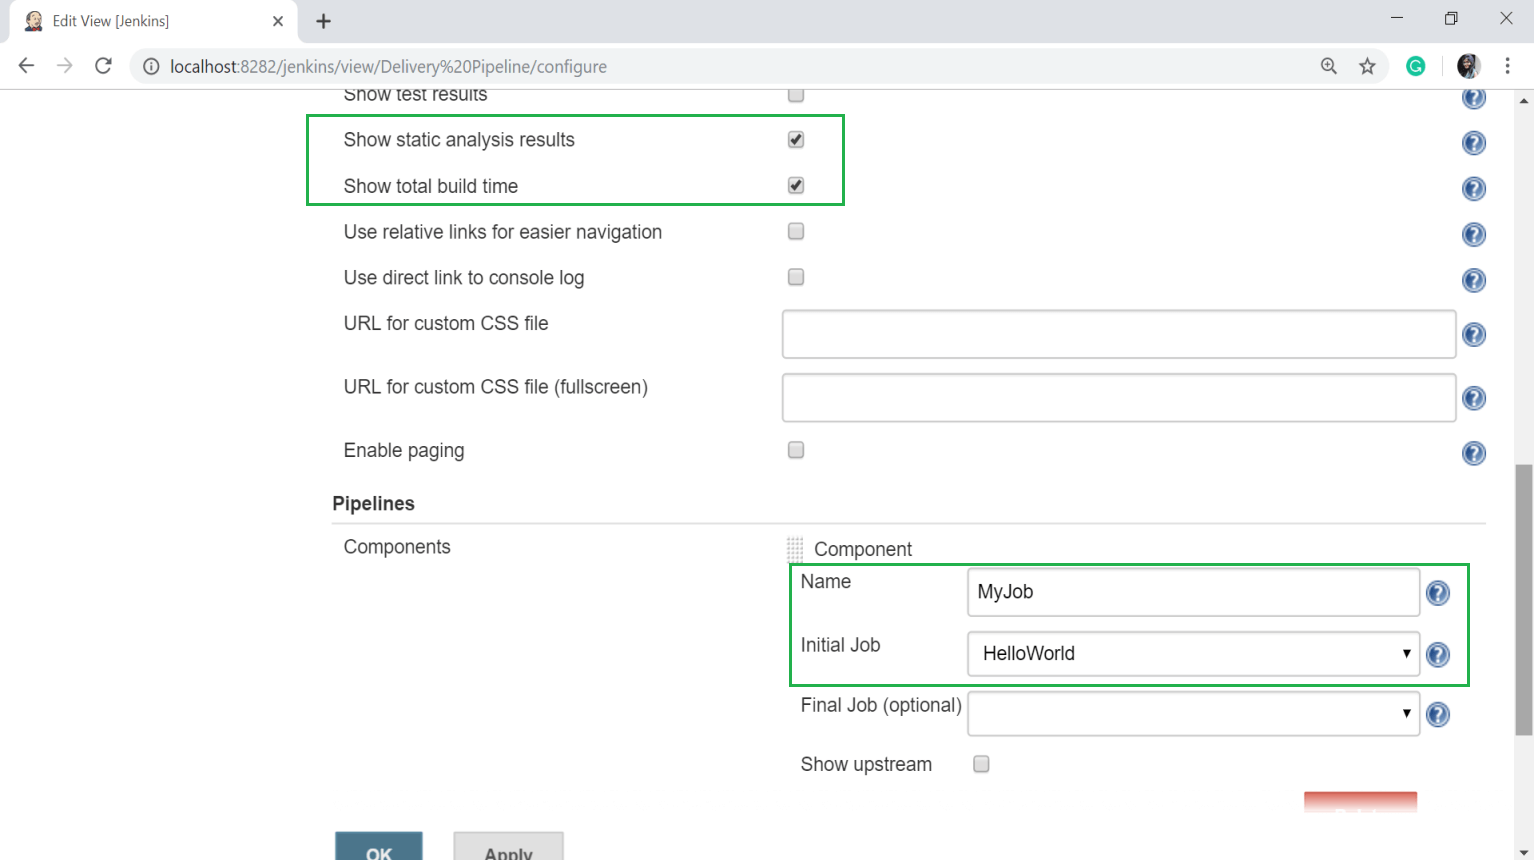 Edit View [Jenkins]
localhost:8282/jenkins/view/Delivery%20Pipeline/configure
Show test results
Show static analysis results
Show total build time
Use relative links for easier navigation
Use direct link to console log
URL for custom CSS file
URL for custom CSS file (fullscreen)
Enable paging
Pipelines
Components
Component
Name
MyJob
Initial Job
HelloWorld
Final Job (optional)
Show upstream
OK
Apply